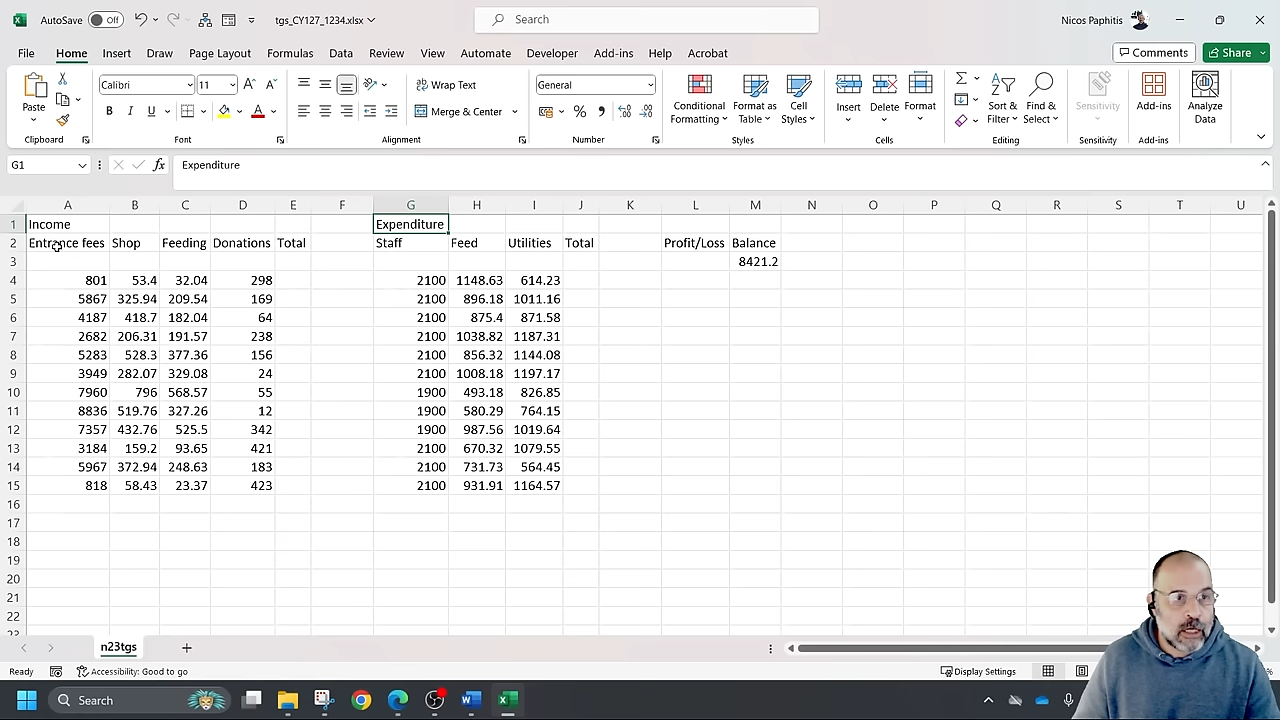 AutoSave Off tgs_CY127_1234.xlsx Search Nicos Paphitis
File Home Insert Draw Page Layout Formulas Data Review View Automate Developer Add-ins Help Acrobat Comments Share
Paste Calibri 11 Wrap Text General Conditional Formatting Format as Table Cell Styles Insert Delete Format Sort & Filter Find & Select Sensitivity Add-ins Analyze Data
B I U Merge & Center
Clipboard Font Alignment Number Styles Cells Editing Sensitivity Add-ins
G1 fx Expenditure
A B C D E F G H I J K L M N O P Q R S T U
1 Income Expenditure
2 Entrance fees Shop Feeding Donations Total Staff Feed Utilities Total Profit/Loss Balance
3 8421.2
4 801 53.4 32.04 298 2100 1148.63 614.23
5 5867 325.94 209.54 169 2100 896.18 1011.16
6 4187 418.7 182.04 64 2100 875.4 871.58
7 2682 206.31 191.57 238 2100 1038.82 1187.31
8 5283 528.3 377.36 156 2100 856.32 1144.08
9 3949 282.07 329.08 24 2100 1008.18 1197.17
10 7960 796 568.57 55 1900 493.18 826.85
11 8836 519.76 327.26 12 1900 580.29 764.15
12 7357 432.76 525.5 342 1900 987.56 1019.64
13 3184 159.2 93.65 421 2100 670.32 1079.55
14 5967 372.94 248.63 183 2100 731.73 564.45
15 818 58.43 23.37 423 2100 931.91 1164.57
16
17
18
19
20
21
22
n23tgs
Ready Accessibility: Good to go Display Settings
Search